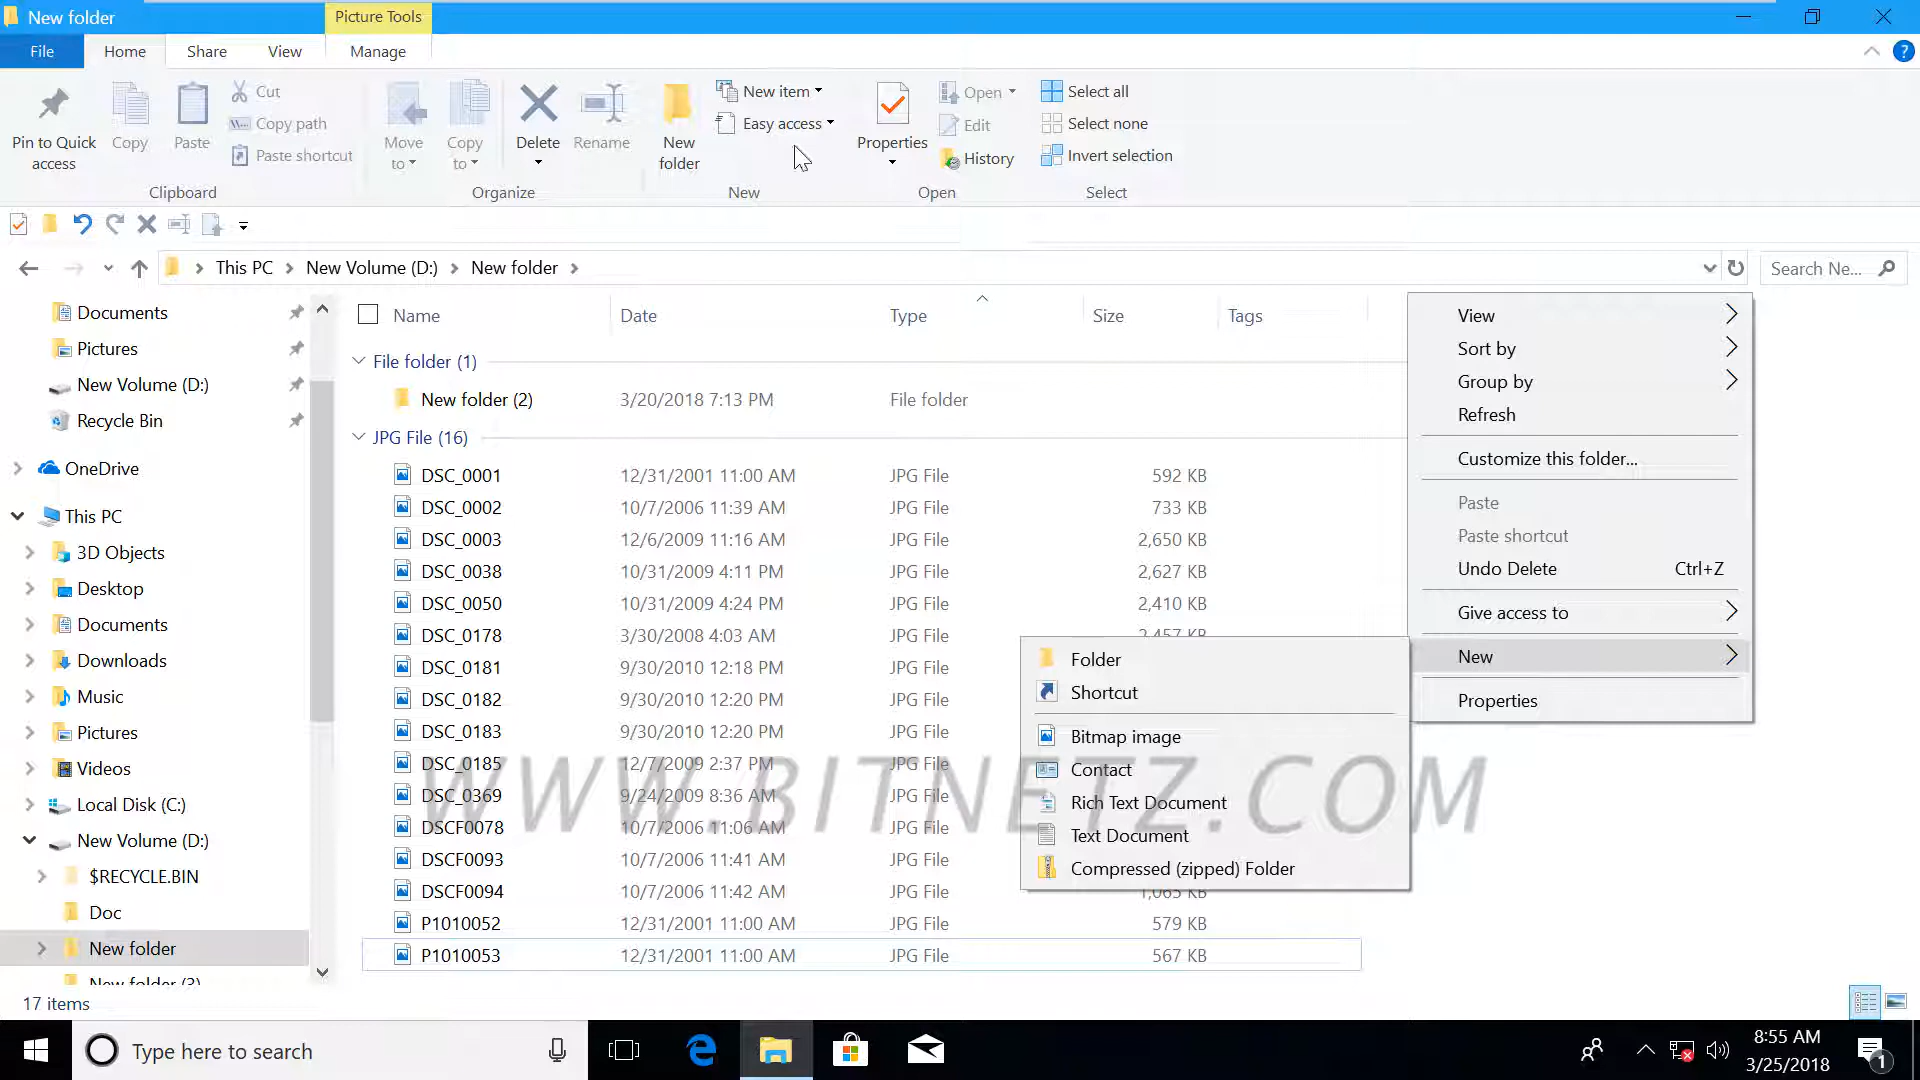 New folder
Picture Tools
File Home Share View Manage
Pin to Quick access
Copy
Paste
Cut
Copy path
Paste shortcut
Clipboard
Move to
Copy to
Delete
Rename
Organize
New folder
New item
Easy access
New
Properties
Open
Edit
History
Open
Select all
Select none
Invert selection
Select
This PC New Volume (D:) New folder
Search Ne...
Documents
Pictures
New Volume (D:)
Recycle Bin
OneDrive
This PC
3D Objects
Desktop
Documents
Downloads
Music
Pictures
Videos
Local Disk (C:)
New Volume (D:)
$RECYCLE.BIN
Doc
New folder
New folder (3)
Name Date Type Size Tags
File folder (1)
New folder (2) 3/20/2018 7:13 PM File folder
JPG File (16)
DSC_0001 12/31/2001 11:00 AM JPG File 592 KB
DSC_0002 10/7/2006 11:39 AM JPG File 733 KB
DSC_0003 12/6/2009 11:16 AM JPG File 2,650 KB
DSC_0038 10/31/2009 4:11 PM JPG File 2,627 KB
DSC_0050 10/31/2009 4:24 PM JPG File 2,410 KB
DSC_0178 3/30/2008 4:03 AM JPG File 2,457 KB
DSC_0181 9/30/2010 12:18 PM JPG File
DSC_0182 9/30/2010 12:20 PM JPG File
DSC_0183 9/30/2010 12:20 PM JPG File
DSC_0185 12/7/2009 2:37 PM JPG File
DSC_0369 9/24/2009 8:36 AM JPG File
DSCF0078 10/7/2006 11:06 AM JPG File
DSCF0093 10/7/2006 11:41 AM JPG File
DSCF0094 10/7/2006 11:42 AM JPG File 1,065 KB
P1010052 12/31/2001 11:00 AM JPG File 579 KB
P1010053 12/31/2001 11:00 AM JPG File 567 KB
View
Sort by
Group by
Refresh
Customize this folder...
Paste
Paste shortcut
Undo Delete Ctrl+Z
Give access to
New
Properties
Folder
Shortcut
Bitmap image
Contact
Rich Text Document
Text Document
Compressed (zipped) Folder
WWW.BITNETZ.COM
17 items
Type here to search
8:55 AM
3/25/2018
1